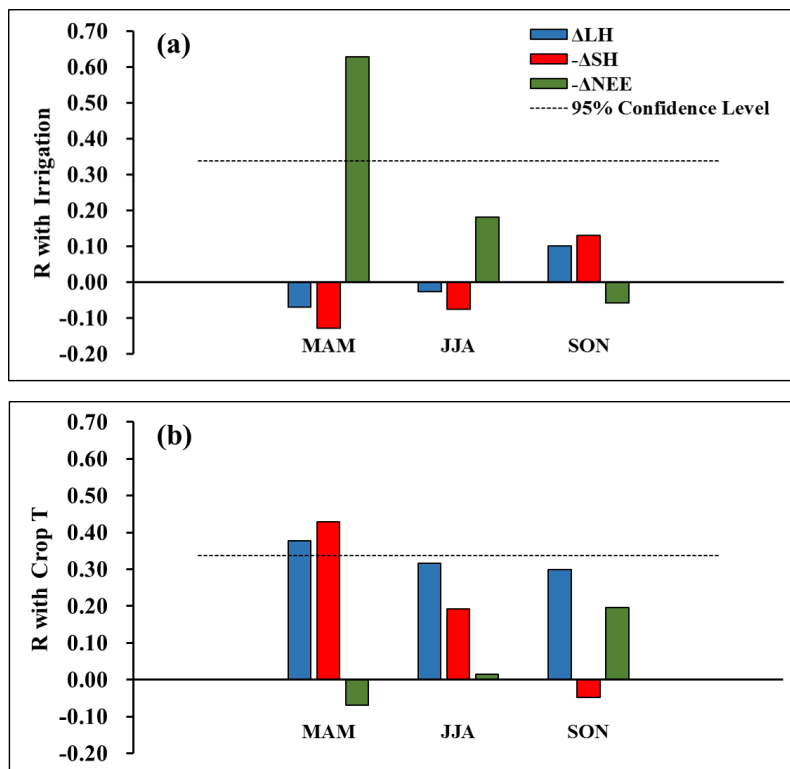 (a)
ΔLH
-ΔSH
-ΔNEE
95% Confidence Level
R with Irrigation
0.70
0.60
0.50
0.40
0.30
0.20
0.10
0.00
-0.10
-0.20
MAM JJA SON
(b)
R with Crop T
0.70
0.60
0.50
0.40
0.30
0.20
0.10
0.00
-0.10
-0.20
MAM JJA SON